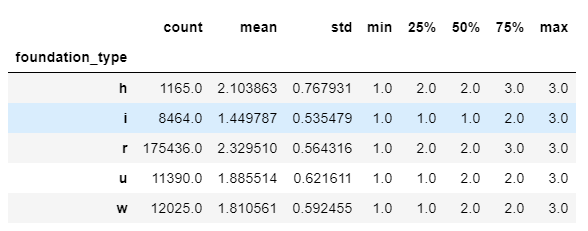 count mean std min 25% 50% 75% max
foundation_type
h 1165.0 2.103863 0.767931 1.0 2.0 2.0 3.0 3.0
i 8464.0 1.449787 0.535479 1.0 1.0 1.0 2.0 3.0
r 175436.0 2.329510 0.564316 1.0 2.0 2.0 3.0 3.0
u 11390.0 1.885514 0.621611 1.0 1.0 2.0 2.0 3.0
w 12025.0 1.810561 0.592455 1.0 1.0 2.0 2.0 3.0